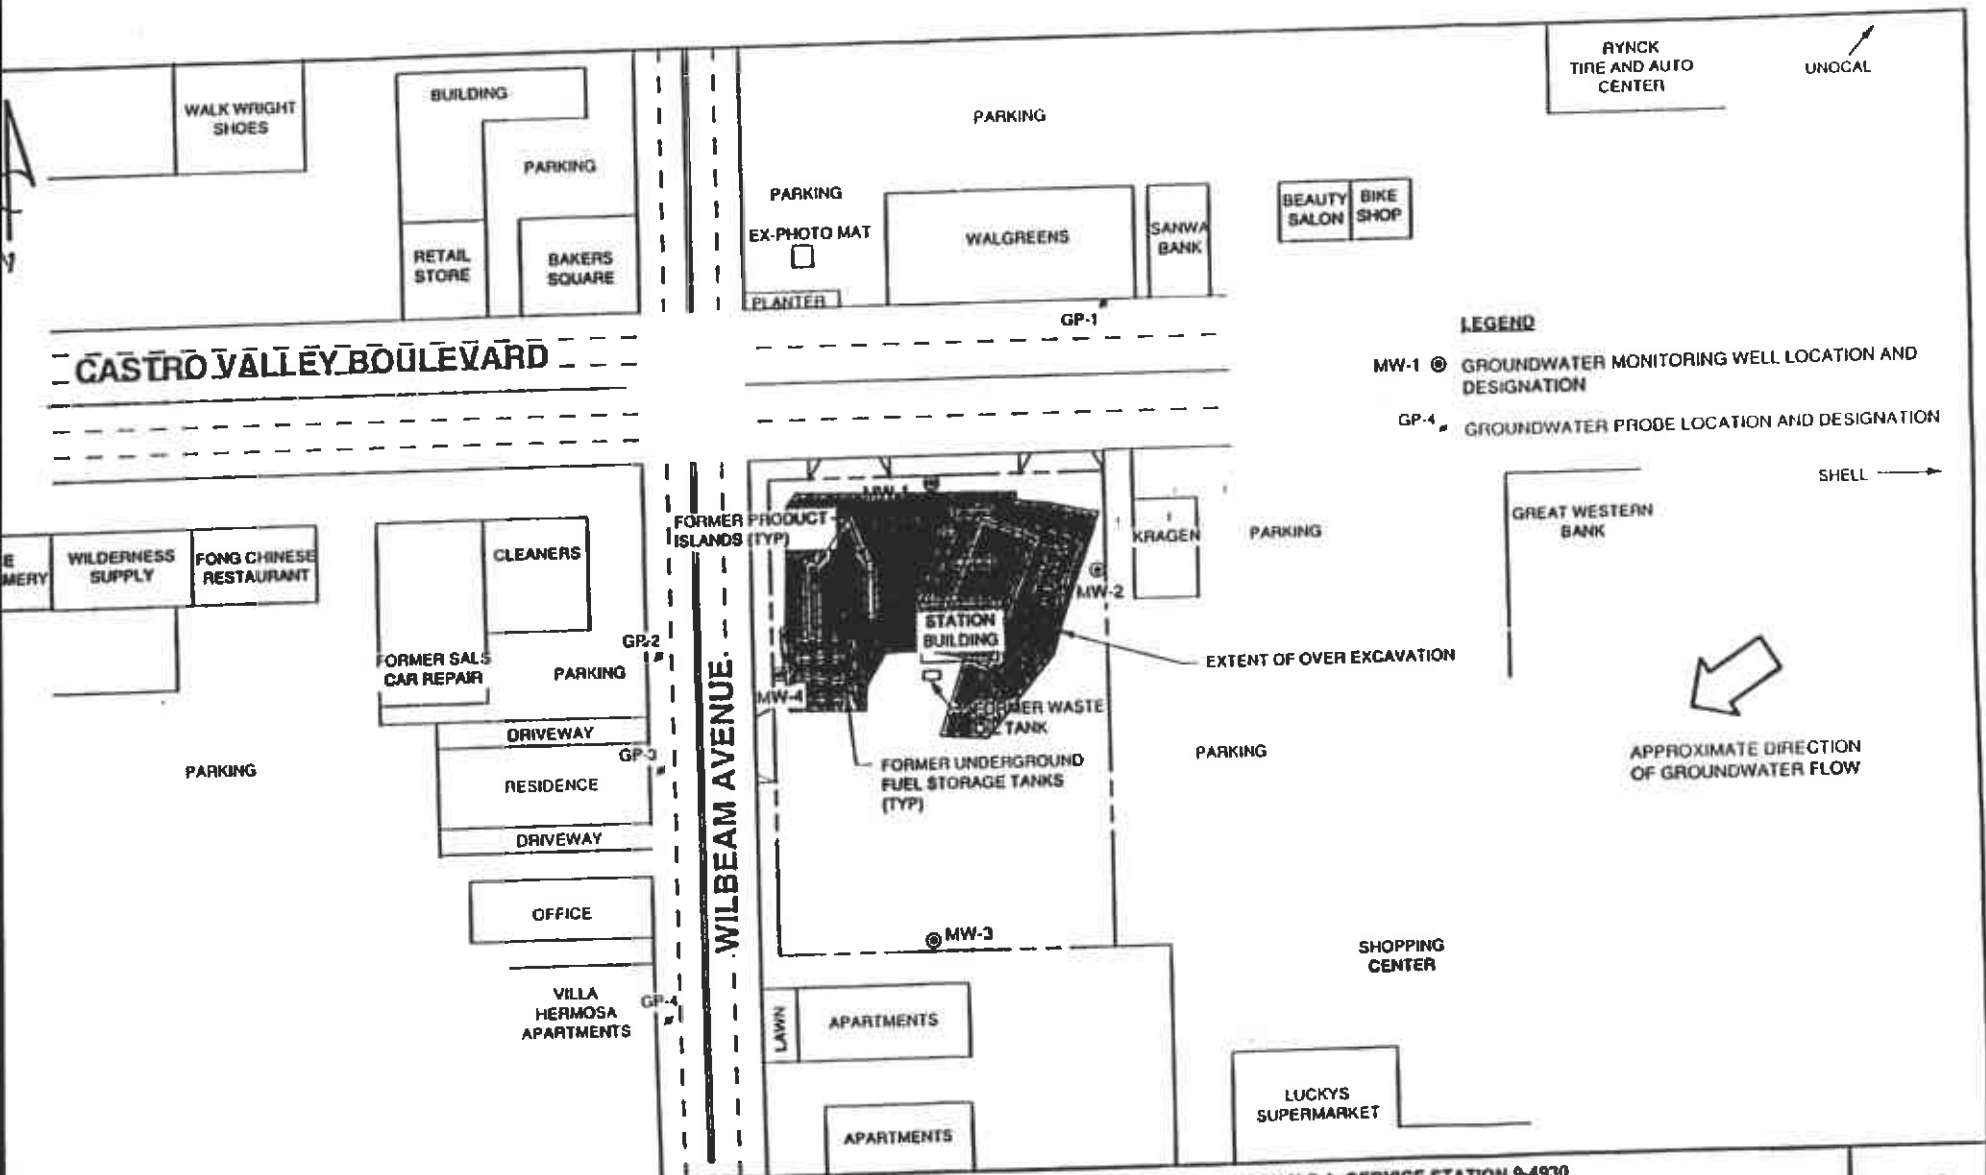 WALK WRIGHT
SHOES
BUILDING
PARKING
RETAIL
STORE
BAKERS
SQUARE
PARKING
PARKING
EX-PHOTO MAT
PLANTER
WALGREENS
SANWA
BANK
BEAUTY
SALON
BIKE
SHOP
RYNCK
TIRE AND AUTO
CENTER
UNOCAL
N
GP-1
CASTRO VALLEY BOULEVARD
LEGEND
MW-1 GROUNDWATER MONITORING WELL LOCATION AND
DESIGNATION
GP-4 GROUNDWATER PROBE LOCATION AND DESIGNATION
SHELL
GREAT WESTERN
BANK
MW-1
FORMER PRODUCT
ISLANDS (TYP)
KRAGEN
PARKING
MW-2
STATION
BUILDING
EXTENT OF OVER EXCAVATION
E
MERY
WILDERNESS
SUPPLY
FONG CHINESE
RESTAURANT
CLEANERS
FORMER SALS
CAR REPAIR
PARKING
GP-2
MW-4
FORMER WASTE
TANK
FORMER UNDERGROUND
FUEL STORAGE TANKS
(TYP)
PARKING
APPROXIMATE DIRECTION
OF GROUNDWATER FLOW
DRIVEWAY
GP-3
PARKING
RESIDENCE
DRIVEWAY
WILBEAM AVENUE
OFFICE
MW-3
SHOPPING
CENTER
VILLA
HERMOSA
APARTMENTS
GP-4
LAWN
APARTMENTS
LUCKYS
SUPERMARKET
APARTMENTS
SERVICE STATION 9-4930